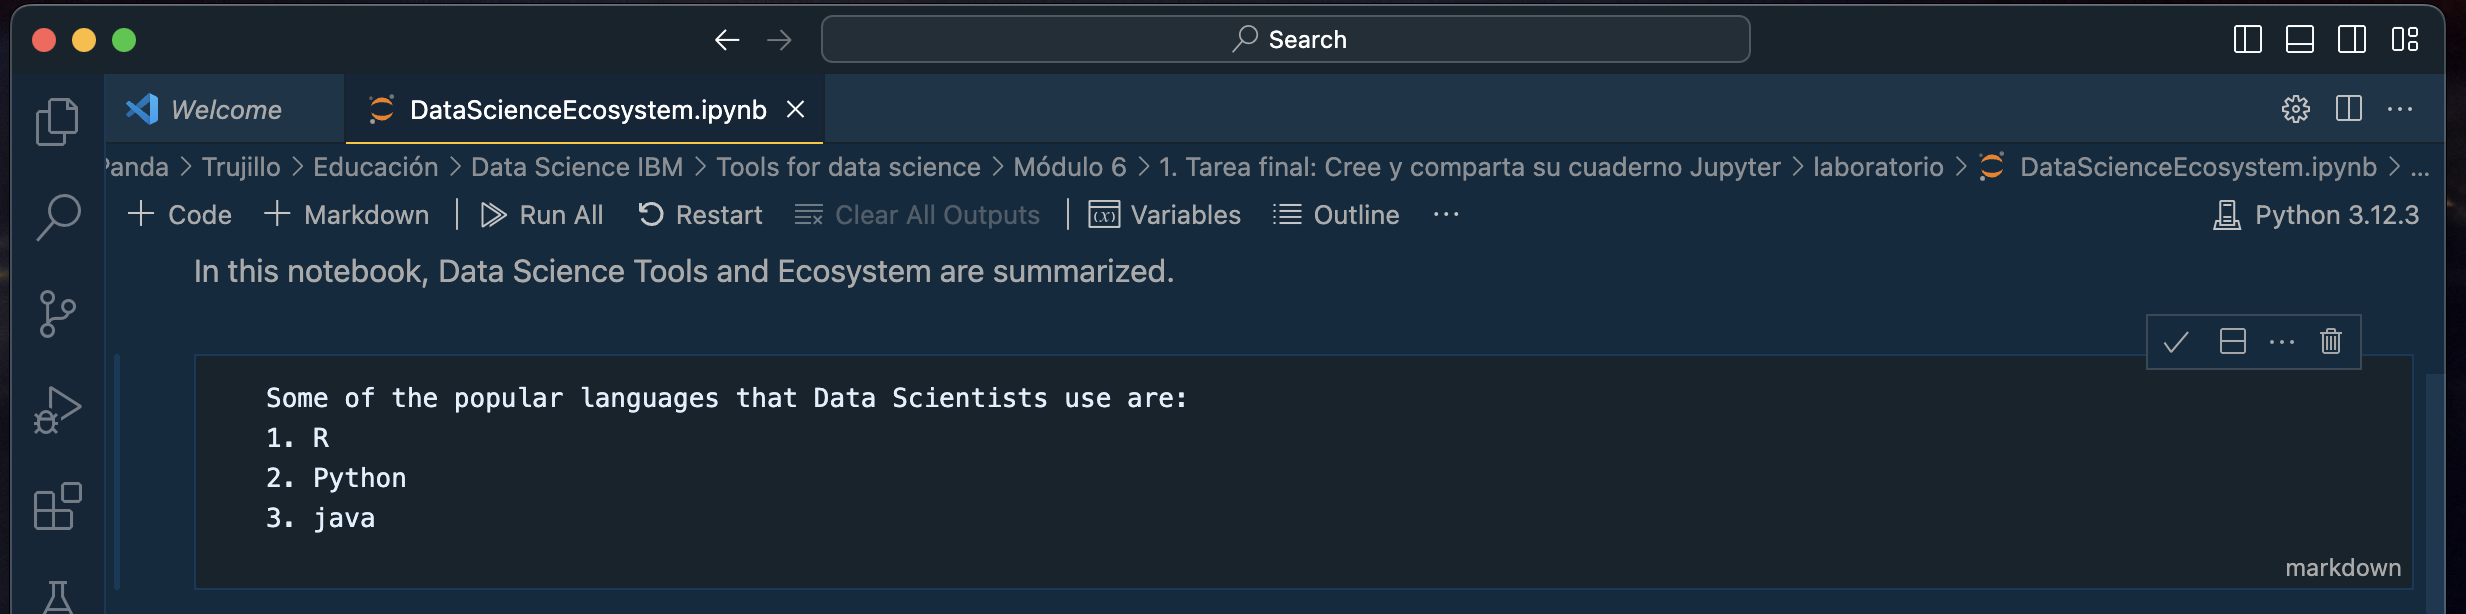 Search
Welcome
DataScienceEcosystem.ipynb
Panda > Trujillo > Educación > Data Science IBM > Tools for data science > Módulo 6 > 1. Tarea final: Cree y comparta su cuaderno Jupyter > laboratorio > DataScienceEcosystem.ipynb > ...
+ Code + Markdown | Run All Restart Clear All Outputs | Variables Outline ... Python 3.12.3
In this notebook, Data Science Tools and Ecosystem are summarized.
Some of the popular languages that Data Scientists use are:
1. R
2. Python
3. java
markdown